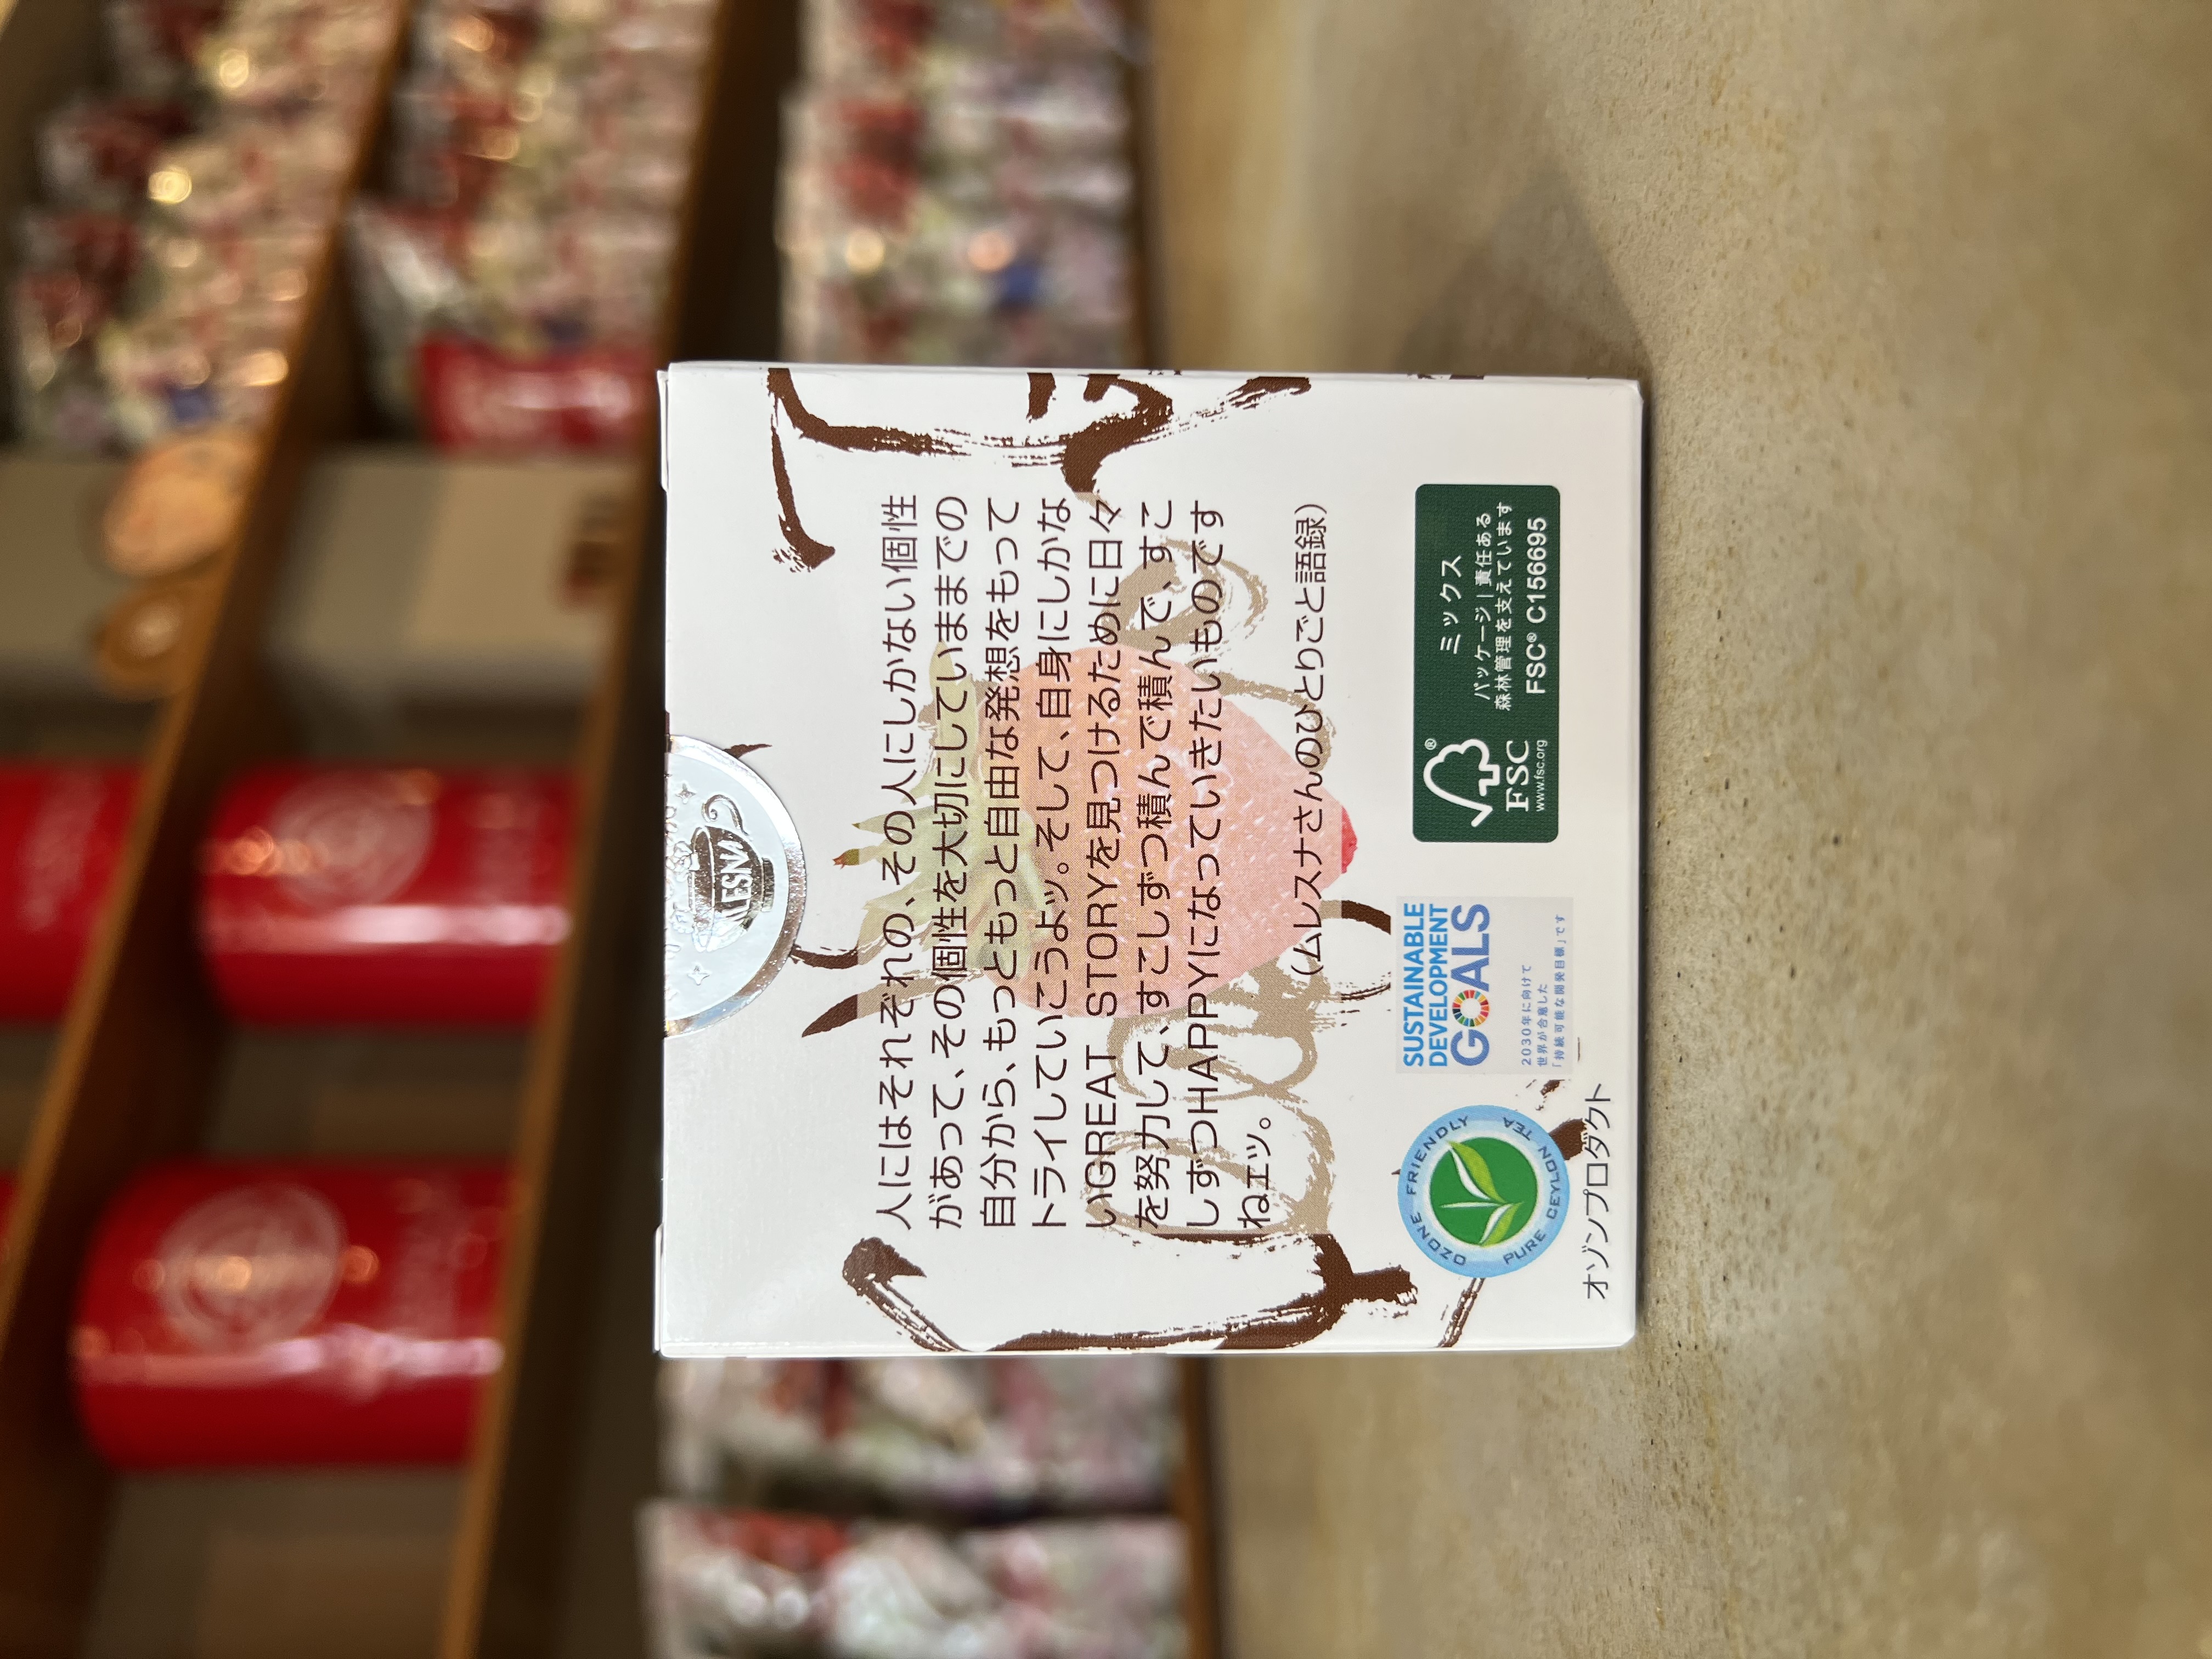 人にはそれぞれの、その人にしかない個性
があって、その個性を大切にしていままでの
自分から、もっともっと自由な発想をもって
トライしていこうよッ。そして、自身にしかな
いGREAT STORYを見つけるために日々
を努力して、すこしずつ積んで積んで、すこ
しずつHAPPYになっていきたいものです
ねエッ。
(ムレスナさんのひとりごと語録)
OZONE FRIENDLY
PURE CEYLON TEA
オゾンプロダクト
SUSTAINABLE
DEVELOPMENT
GOALS
2030年に向けて
世界が合意した
「持続可能な開発目標」です
FSC
www.fsc.org
ミックス
パッケージ|責任ある
森林管理を支えています
FSC® C156695